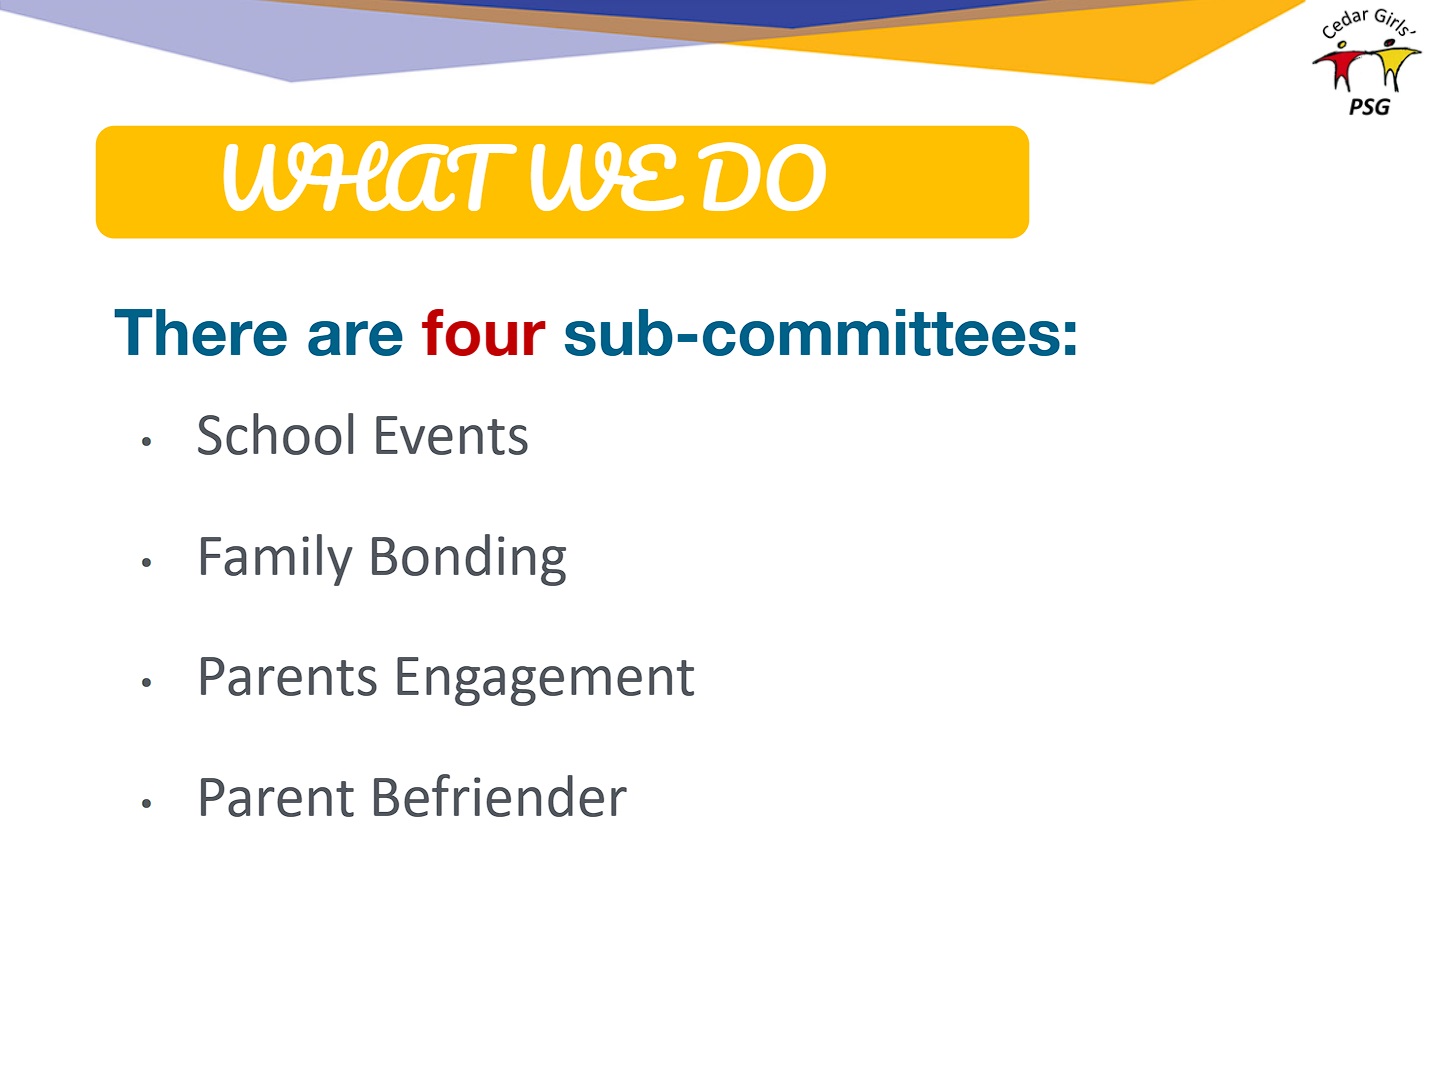 Cedar Girls'
PSG
WHAT WE DO
There are four sub-committees:
• School Events
• Family Bonding
• Parents Engagement
• Parent Befriender